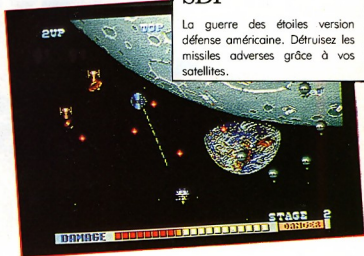 SDI
La guerre des étoiles version
défense américaine. Détruisez les
missiles adverses grâce à vos
satellites.
2UP
TOP
STAGE 2
DAMAGE
DANGER